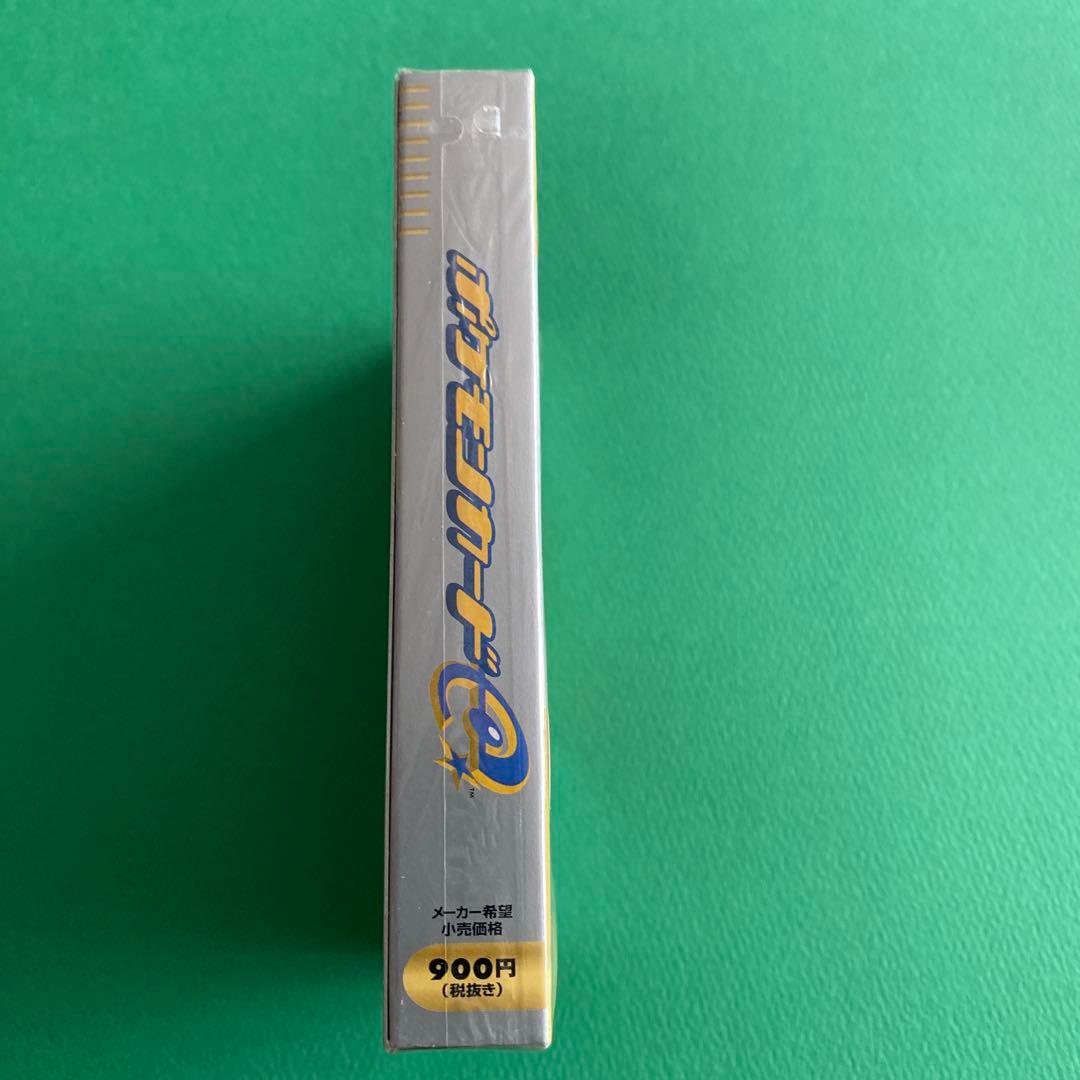 ポケモンカードe
™
メーカー希望
小売価格
900円
(税抜き)